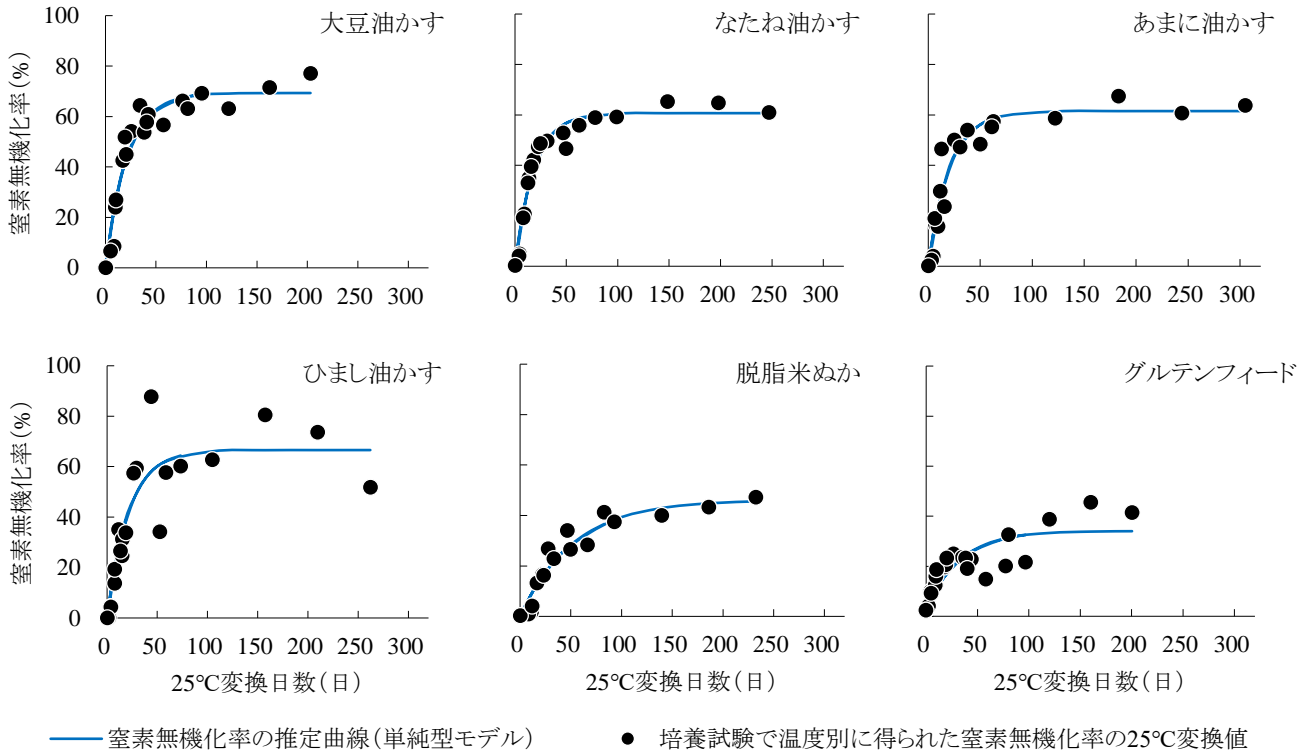 大豆油かす
なたね油かす
あまに油かす
窒素無機化率(%)
100
80
60
40
20
0
0 50 100 150 200 250 300
0 50 100 150 200 250 300
0 50 100 150 200 250 300
ひまし油かす
脱脂米ぬか
グルテンフィード
窒素無機化率(%)
100
80
60
40
20
0
0 50 100 150 200 250 300
0 50 100 150 200 250 300
0 50 100 150 200 250 300
25℃変換日数(日)
25℃変換日数(日)
25℃変換日数(日)
窒素無機化率の推定曲線(単純型モデル)
培養試験で温度別に得られた窒素無機化率の25℃変換値